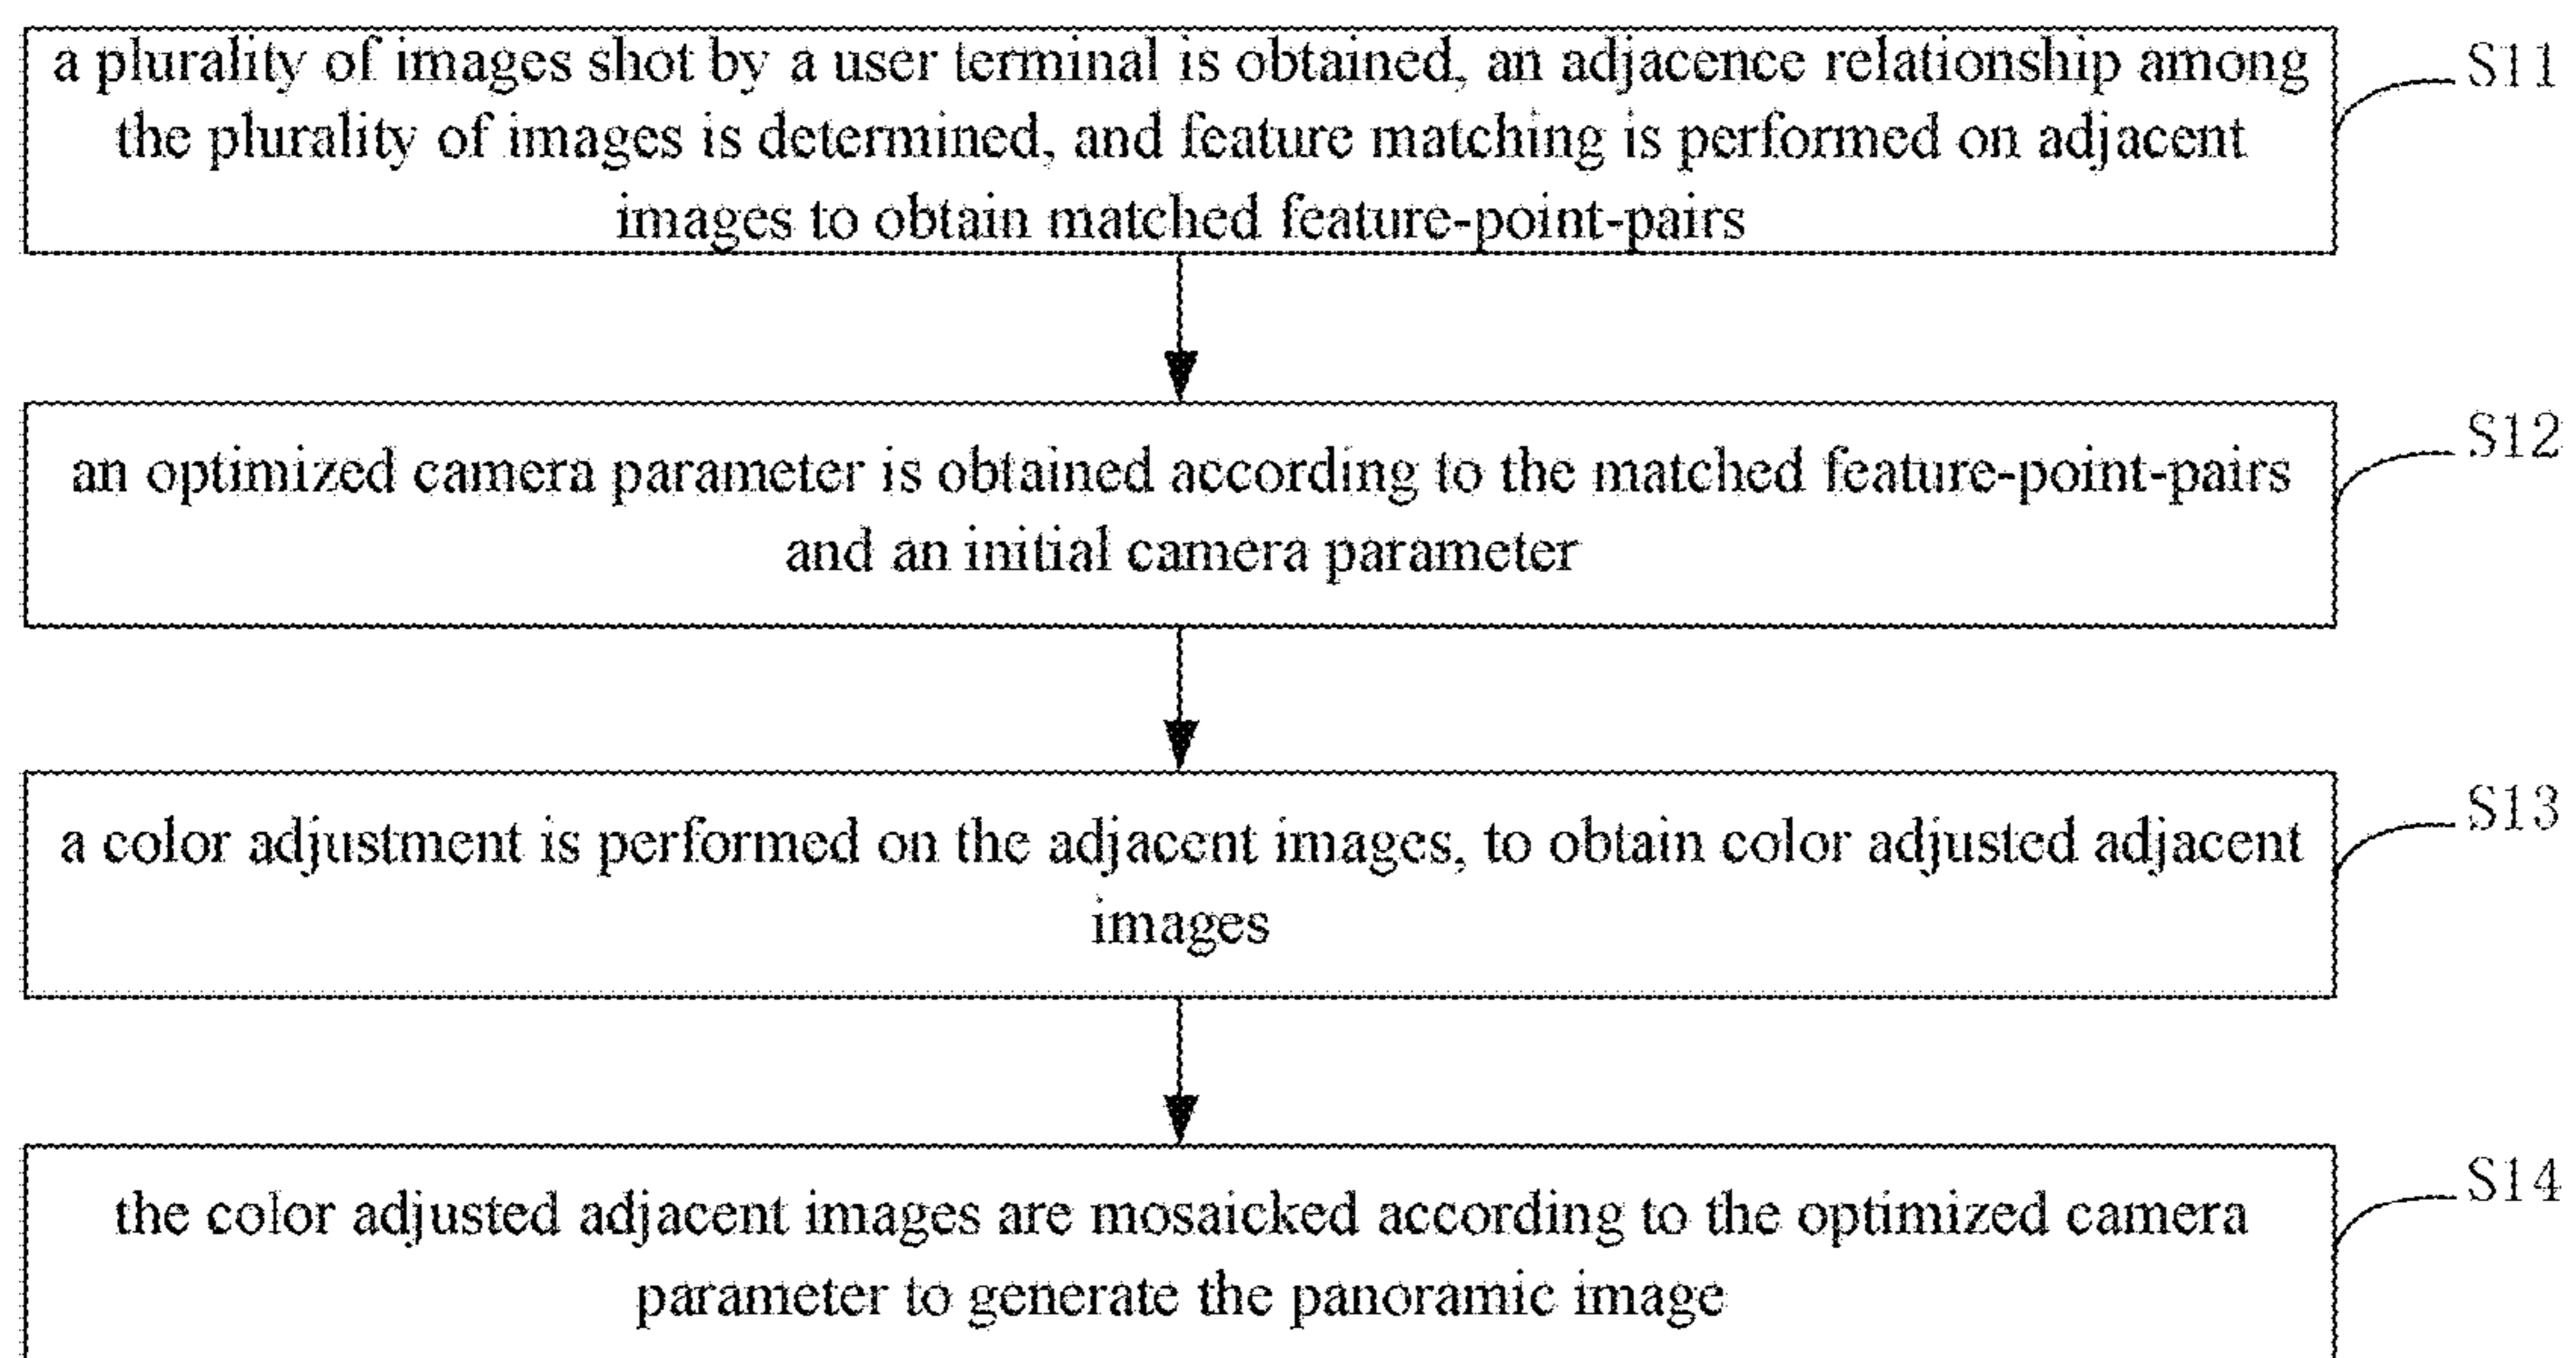 a plurality of images shot by a user terminal is obtained, an adjacence relationship among
the plurality of images is determined, and feature matching is performed on adjacent
images to obtain matched feature-point-pairs
S11
an optimized camera parameter is obtained according to the matched feature-point-pairs
and an initial camera parameter
S12
a color adjustment is performed on the adjacent images, to obtain color adjusted adjacent
images
S13
the color adjusted adjacent images are mosaicked according to the optimized camera
parameter to generate the panoramic image
S14